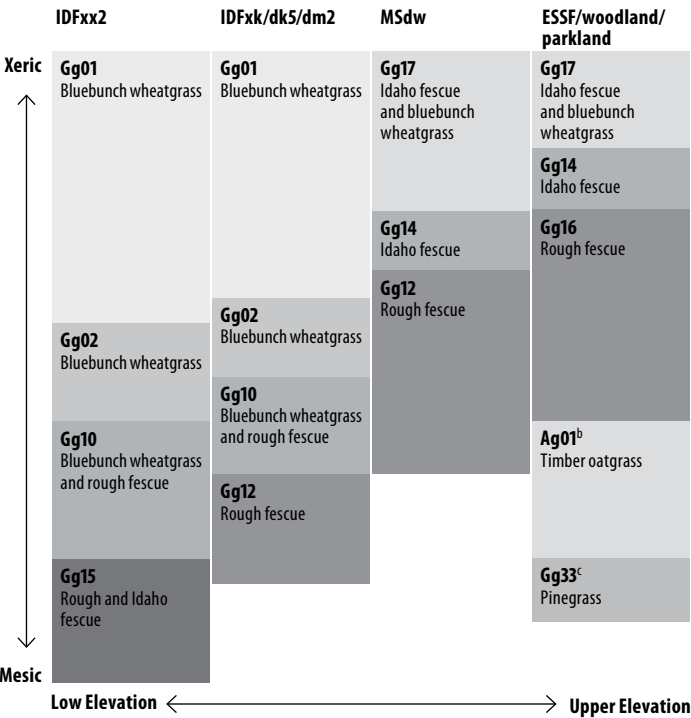 IDFxx2
IDFxk/dk5/dm2
MSdw
ESSF/woodland/
parkland
Xeric
Gg01
Bluebunch wheatgrass
Gg02
Bluebunch wheatgrass
Gg10
Bluebunch wheatgrass
and rough fescue
Gg15
Rough and Idaho
fescue
Gg01
Bluebunch wheatgrass
Gg02
Bluebunch wheatgrass
Gg10
Bluebunch wheatgrass
and rough fescue
Gg12
Rough fescue
Gg17
Idaho fescue
and bluebunch
wheatgrass
Gg14
Idaho fescue
Gg12
Rough fescue
Gg17
Idaho fescue
and bluebunch
wheatgrass
Gg14
Idaho fescue
Gg16
Rough fescue
Ag01ᵇ
Timber oatgrass
Gg33ᶜ
Pinegrass
Mesic
Low Elevation
Upper Elevation